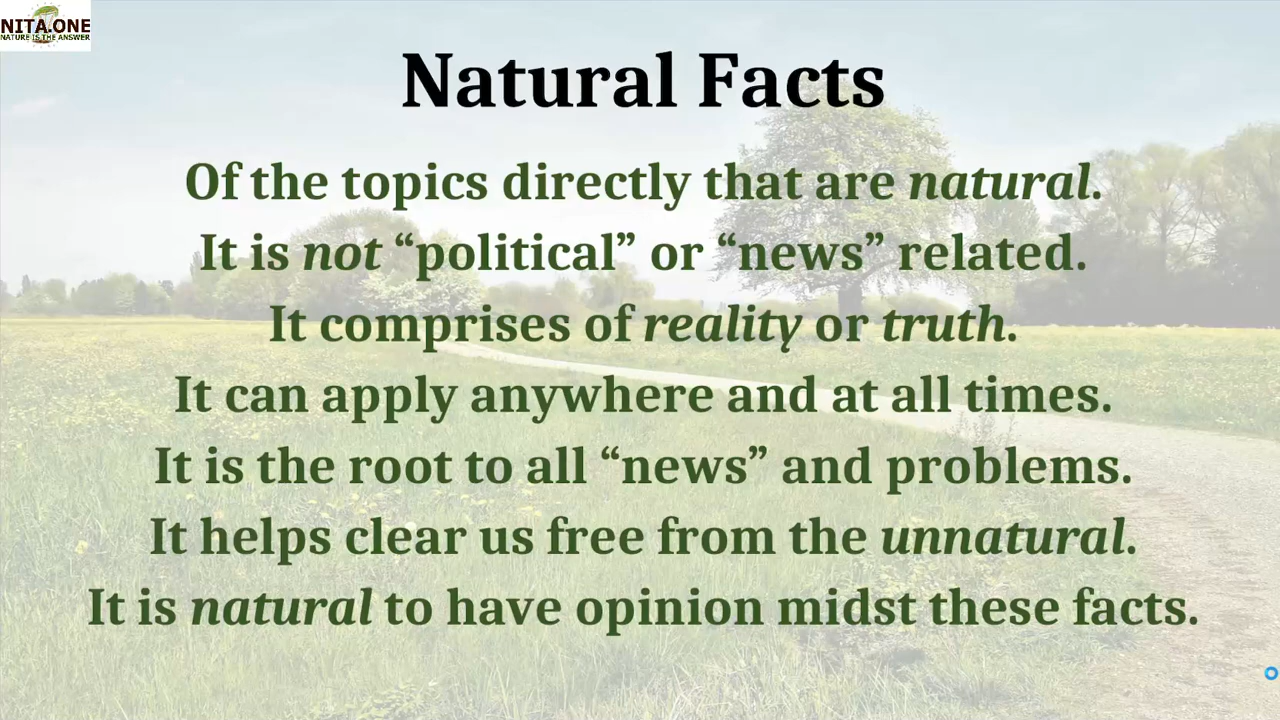 NITA.ONE
NATURE IS THE ANSWER
Natural Facts
Of the topics directly that are natural.
It is not “political” or “news” related.
It comprises of reality or truth.
It can apply anywhere and at all times.
It is the root to all “news” and problems.
It helps clear us free from the unnatural.
It is natural to have opinion midst these facts.